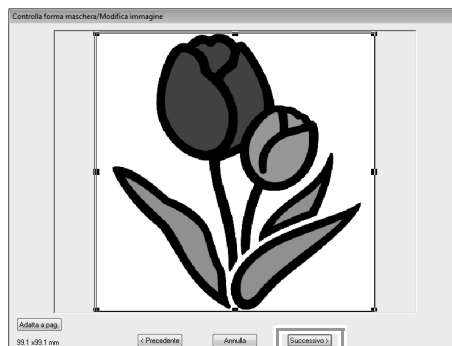 Controlla forma maschera/Modifica immagine
Adatta a pag.
99.1 x99.1 mm
< Precedente
Annulla
Successivo >